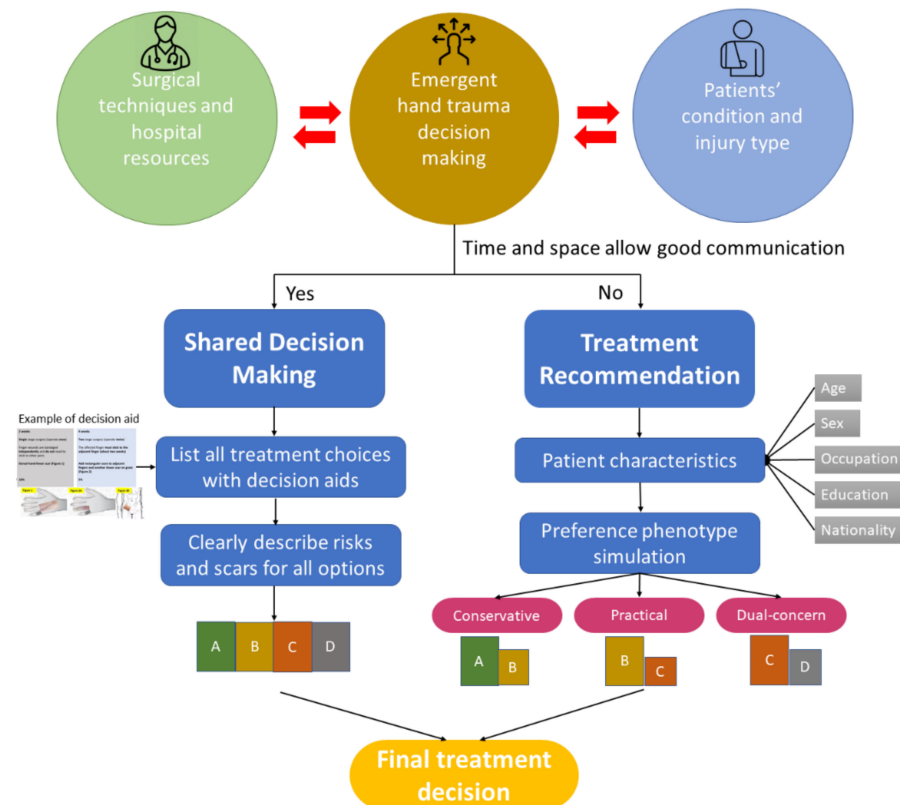 Surgical
techniques and
hospital
resources
Emergent
hand trauma
decision
making
Patients'
condition and
injury type
Time and space allow good communication
Yes
No
Shared Decision
Making
Treatment
Recommendation
Age
Sex
Occupation
Education
Nationality
Example of decision aid
List all treatment choices
with decision aids
Patient characteristics
Clearly describe risks
and scars for all options
Preference phenotype
simulation
Conservative
Practical
Dual-concern
A
B
C
D
A
B
B
C
C
D
Final treatment
decision